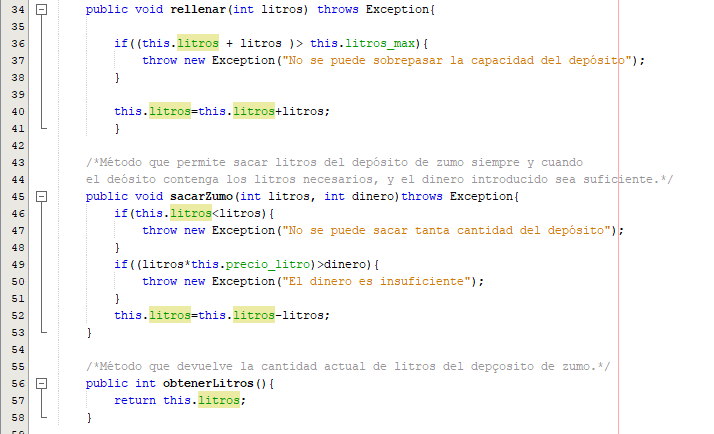 34 public void rellenar(int litros) throws Exception{
35
36 if((this.litros + litros )> this.litros_max){
37 throw new Exception("No se puede sobrepasar la capacidad del depósito");
38 }
39
40 this.litros=this.litros+litros;
41 }
42
43 /*Método que permite sacar litros del depósito de zumo siempre y cuando
44 el deósito contenga los litros necesarios, y el dinero introducido sea suficiente.*/
45 public void sacarZumo(int litros, int dinero)throws Exception{
46 if(this.litros<litros){
47 throw new Exception("No se puede sacar tanta cantidad del depósito");
48 }
49 if((litros*this.precio_litro)>dinero){
50 throw new Exception("El dinero es insuficiente");
51 }
52 this.litros=this.litros-litros;
53 }
54
55 /*Método que devuelve la cantidad actual de litros del depçosito de zumo.*/
56 public int obtenerLitros(){
57 return this.litros;
58 }